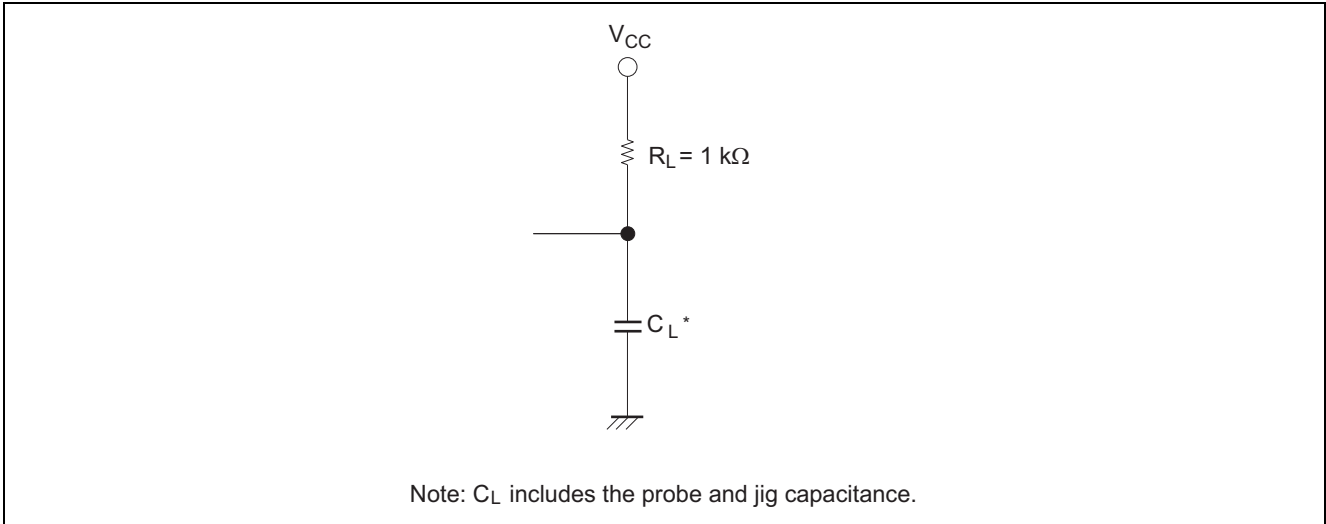 VCC
RL = 1 kΩ
CL *
Note: CL includes the probe and jig capacitance.